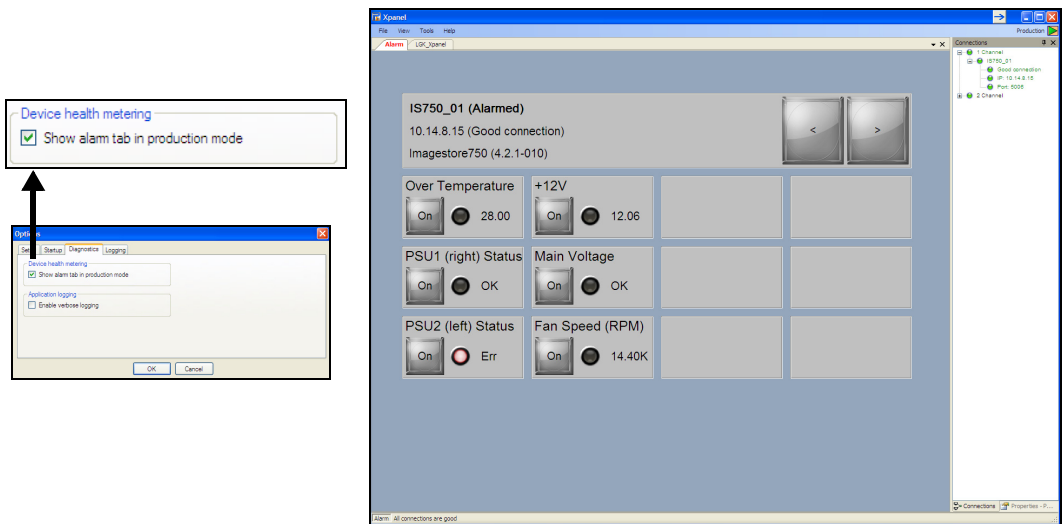 Device health metering
Show alarm tab in production mode
Options
Startup Diagnostics Logging
Device health metering
Show alarm tab in production mode
Application logging
Enable verbose logging
OK Cancel
Xpanel
File View Tools Help
Production
Alarm LGK_Xpanel
IS750_01 (Alarmed)
10.14.8.15 (Good connection)
Imagestore750 (4.2.1-010)
< >
Over Temperature
On 28.00
+12V
On 12.06
PSU1 (right) Status
On OK
Main Voltage
On OK
PSU2 (left) Status
On Err
Fan Speed (RPM)
On 14.40K
Connections
1 Channel
IS750_01
Good connection
IP: 10.14.8.15
Port: 5006
2 Channel
Connections Properties - P...
Alarm All connections are good